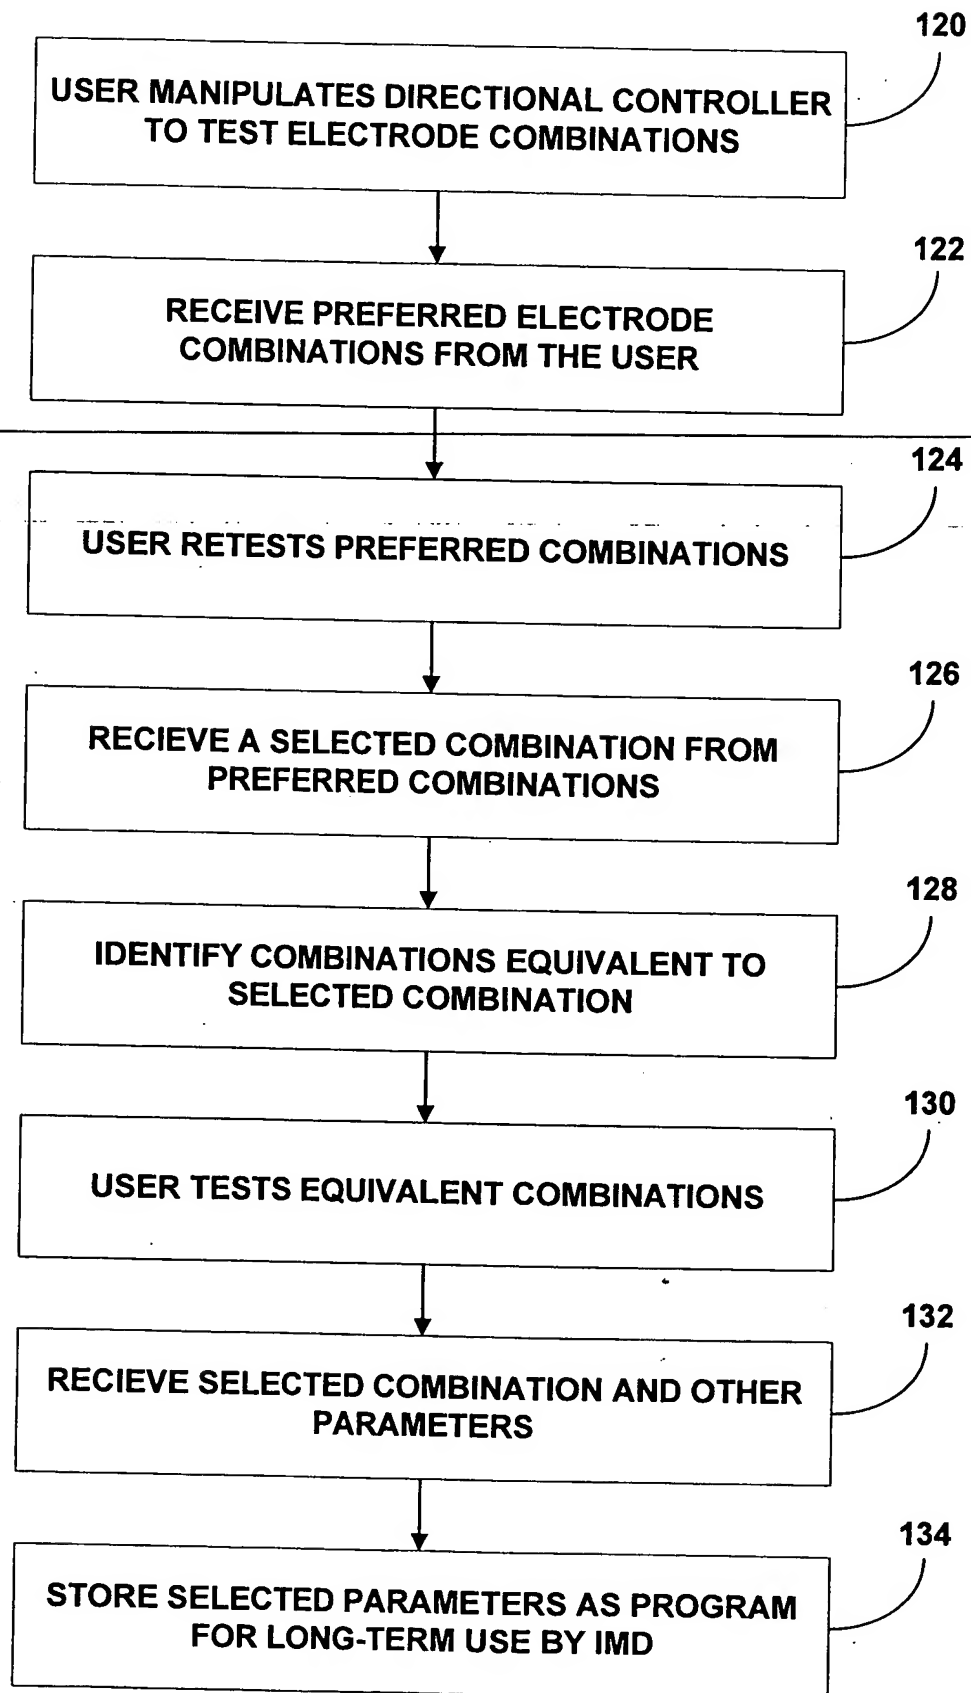 120
USER MANIPULATES DIRECTIONAL CONTROLLER
TO TEST ELECTRODE COMBINATIONS
122
RECEIVE PREFERRED ELECTRODE
COMBINATIONS FROM THE USER
124
USER RETESTS PREFERRED COMBINATIONS
126
RECIEVE A SELECTED COMBINATION FROM
PREFERRED COMBINATIONS
128
IDENTIFY COMBINATIONS EQUIVALENT TO
SELECTED COMBINATION
130
USER TESTS EQUIVALENT COMBINATIONS
132
RECIEVE SELECTED COMBINATION AND OTHER
PARAMETERS
134
STORE SELECTED PARAMETERS AS PROGRAM
FOR LONG-TERM USE BY IMD